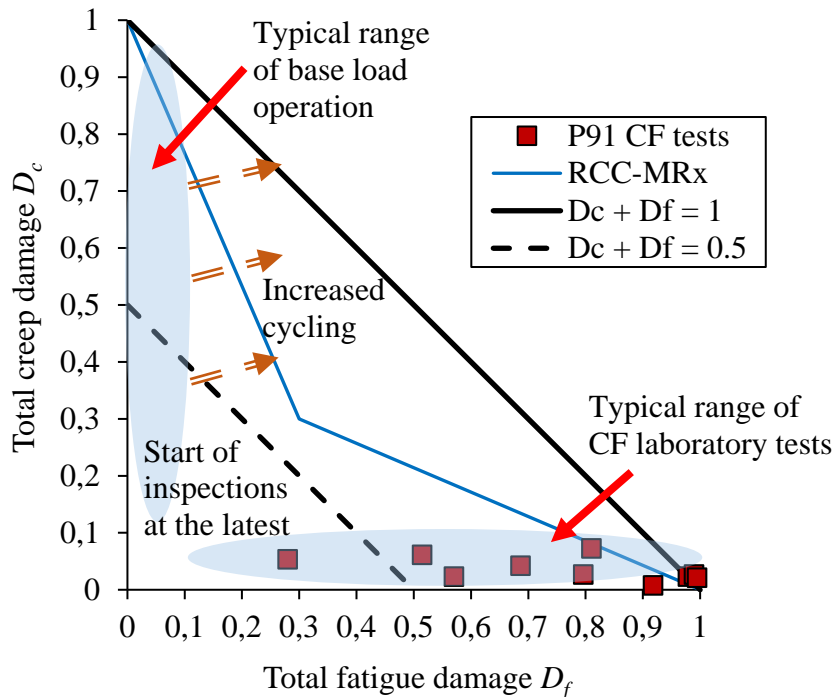 1
0,9
0,8
0,7
0,6
0,5
0,4
0,3
0,2
0,1
0
Total creep damage Dc
Typical range
of base load
operation
P91 CF tests
RCC-MRx
Dc + Df = 1
Dc + Df = 0.5
Increased
cycling
Typical range of
CF laboratory tests
Start of
inspections
at the latest
0 0,1 0,2 0,3 0,4 0,5 0,6 0,7 0,8 0,9 1
Total fatigue damage Df